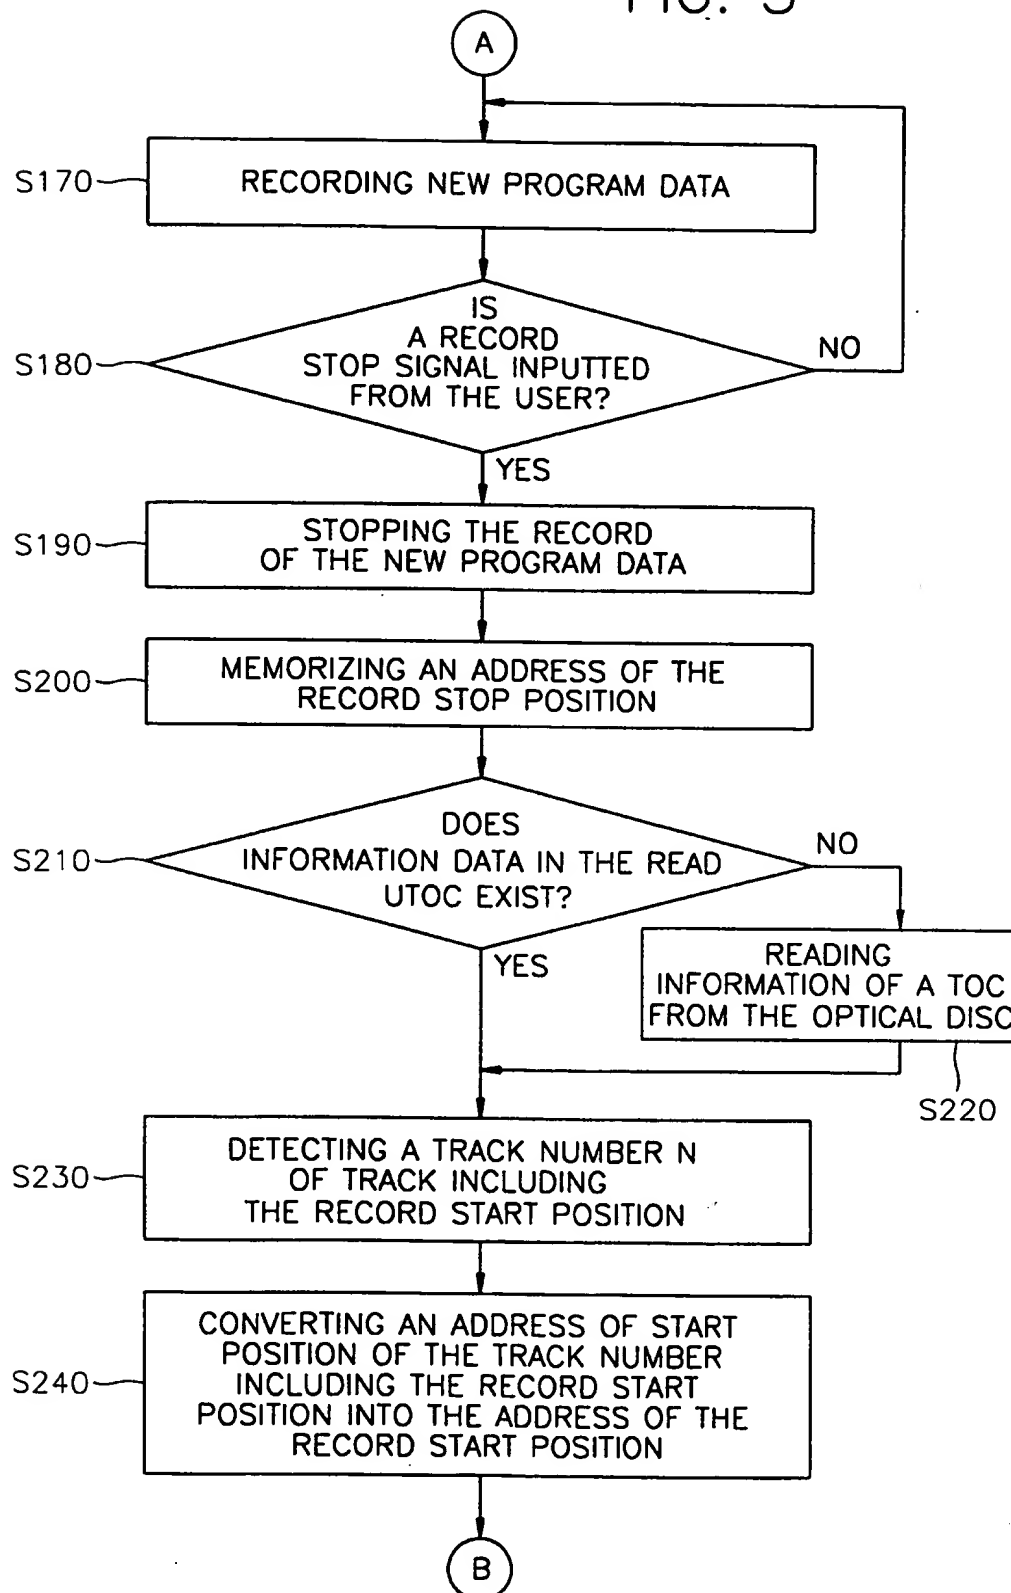 A
S170
RECORDING NEW PROGRAM DATA
IS
A RECORD
STOP SIGNAL INPUTTED
FROM THE USER?
S180
NO
YES
S190
STOPPING THE RECORD
OF THE NEW PROGRAM DATA
S200
MEMORIZING AN ADDRESS OF THE
RECORD STOP POSITION
DOES
INFORMATION DATA IN THE READ
UTOC EXIST?
S210
NO
YES
READING
INFORMATION OF A TOC
FROM THE OPTICAL DISC
S220
S230
DETECTING A TRACK NUMBER N
OF TRACK INCLUDING
THE RECORD START POSITION
S240
CONVERTING AN ADDRESS OF START
POSITION OF THE TRACK NUMBER
INCLUDING THE RECORD START
POSITION INTO THE ADDRESS OF THE
RECORD START POSITION
B